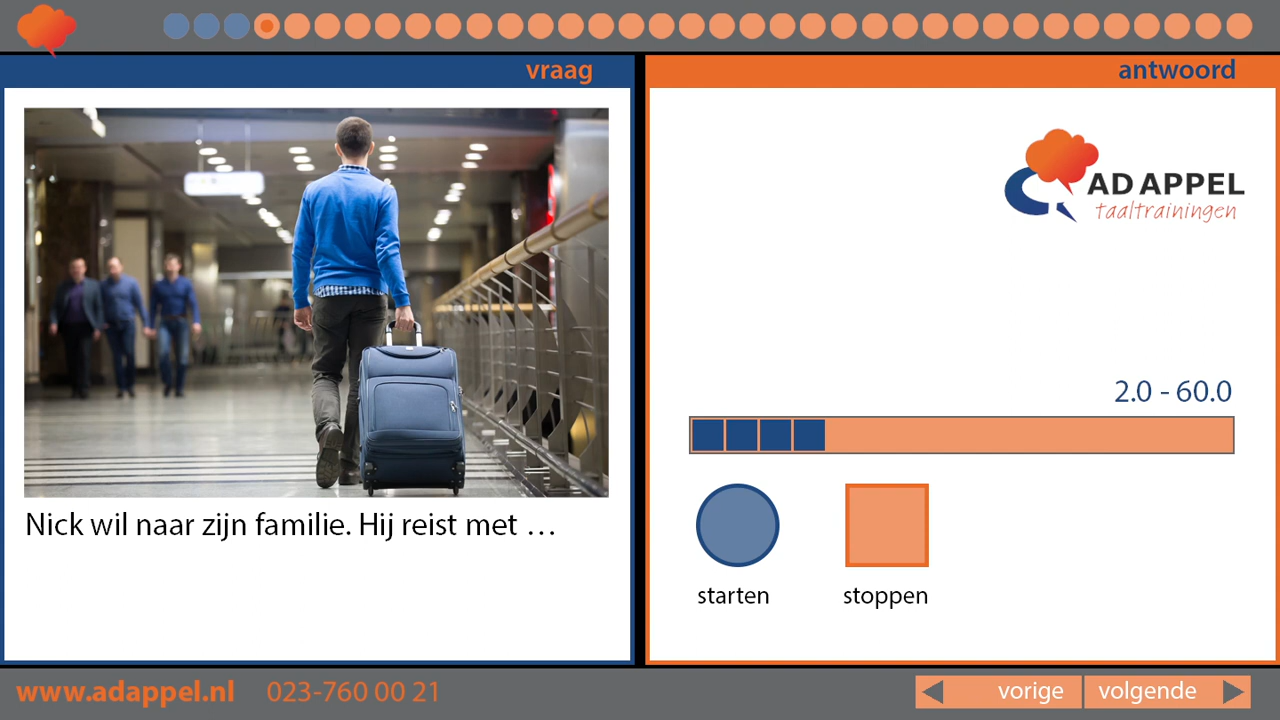 vraag
antwoord
AD APPEL
taaltrainingen
2.0 - 60.0
Nick wil naar zijn familie. Hij reist met …
starten
stoppen
www.adappel.nl 023-760 00 21
vorige volgende